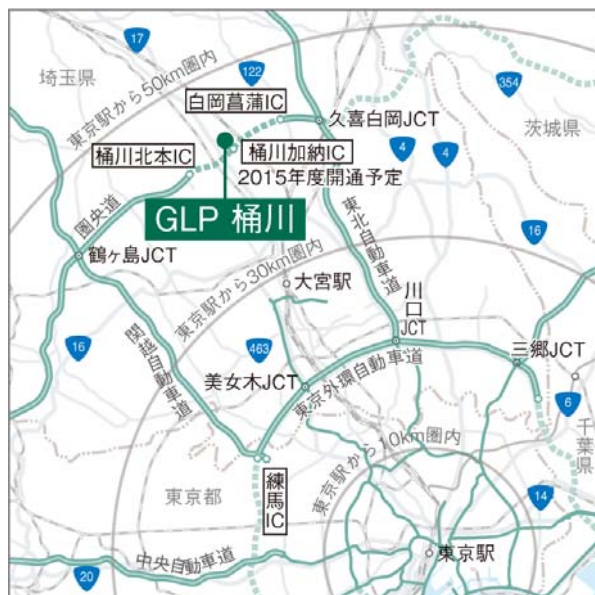 17
埼玉県
東京駅から50km圏内
122
白岡菖蒲IC
354
久喜白岡JCT
茨城県
桶川北本IC
桶川加納IC
2015年度開通予定
4
4
GLP 桶川
圏央道
東北自動車道
16
鶴ヶ島JCT
東京駅から30km圏内
大宮駅
川口
JCT
16
関越自動車道
463
三郷JCT
美女木JCT
東京外環自動車道
6
東京駅から10km圏内
千葉県
練馬IC
東京都
14
中央自動車道
東京駅
20